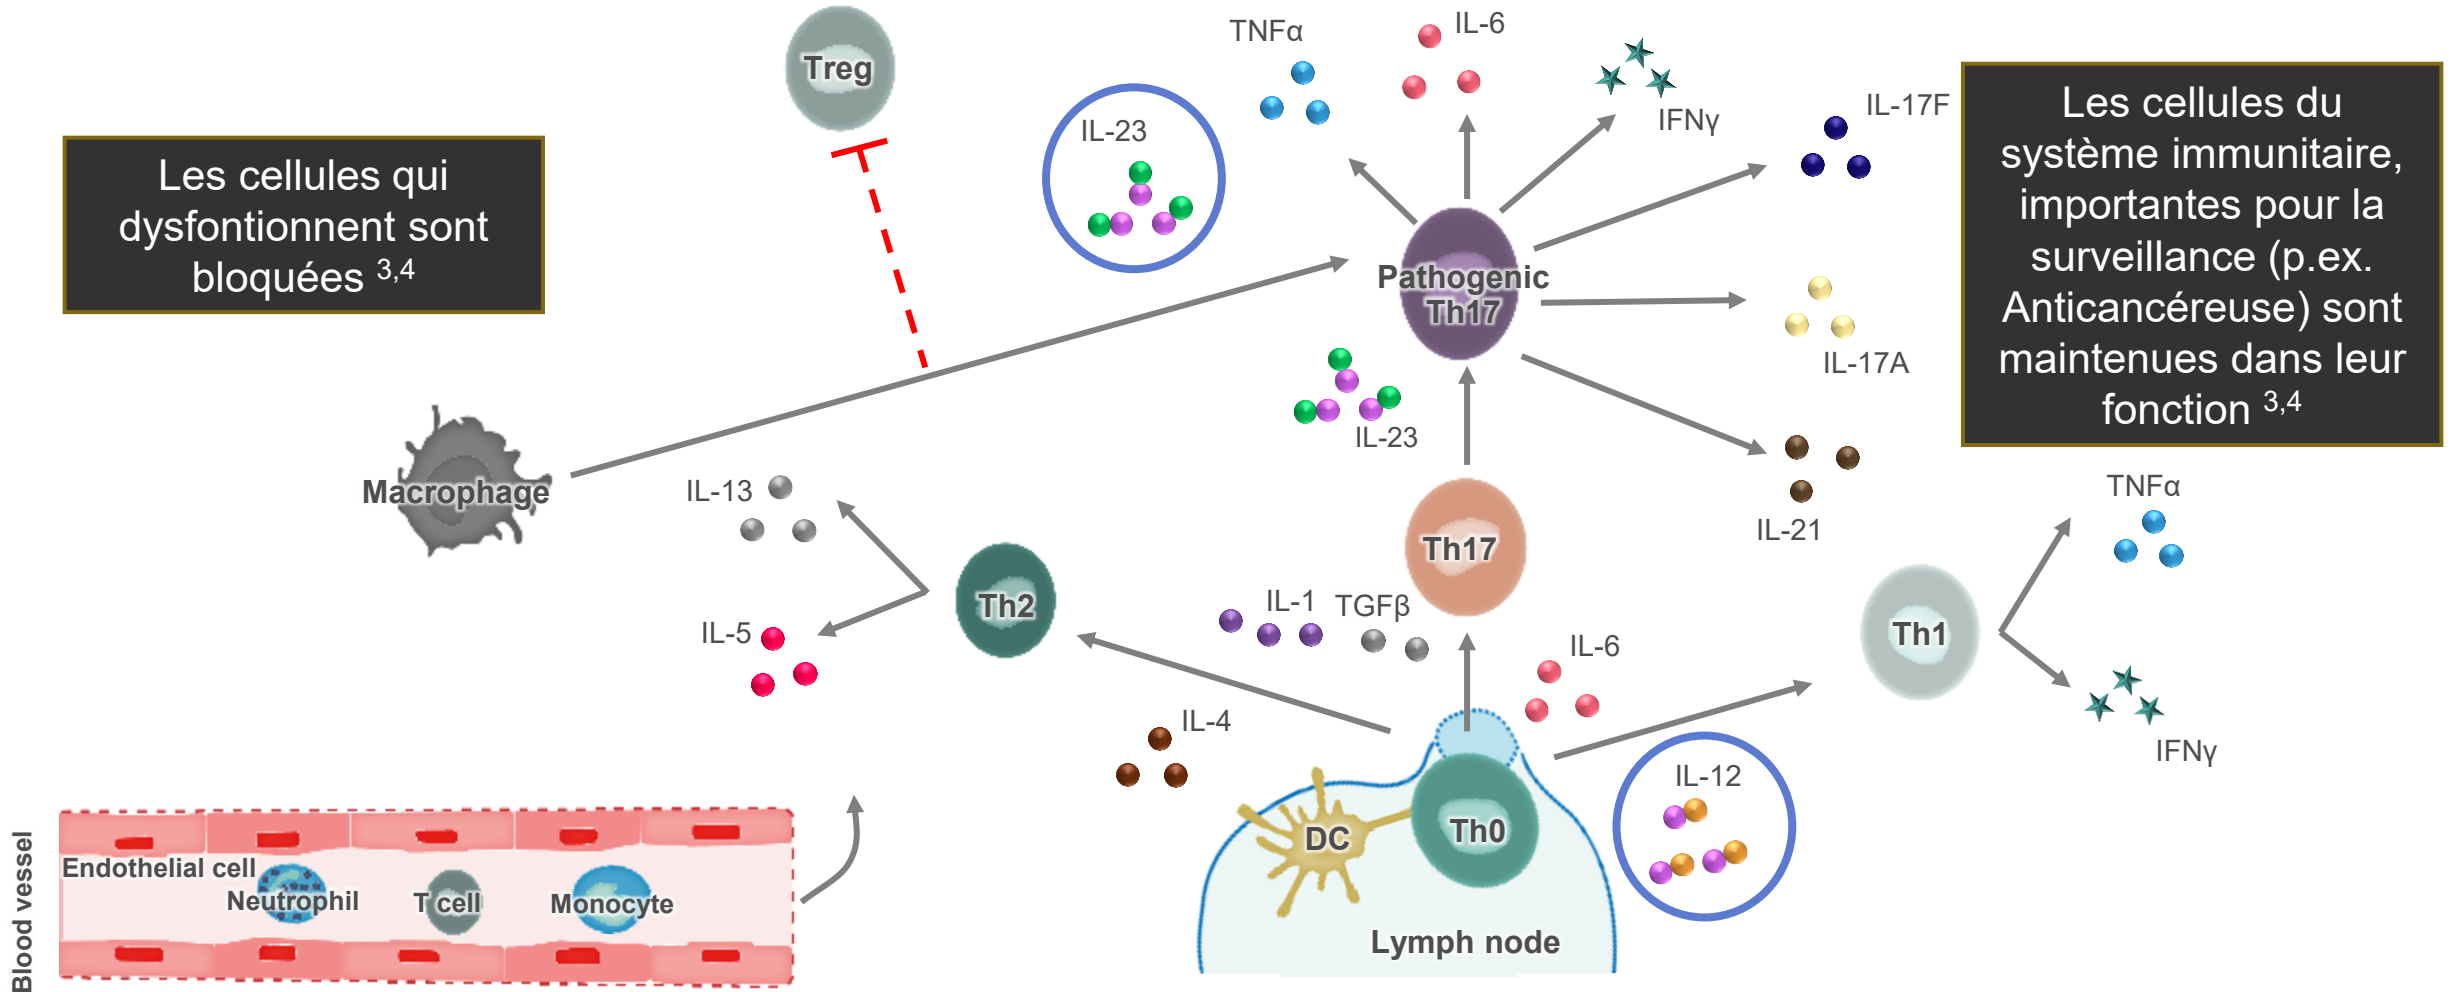 Treg
TNFα
IL-6
IFNγ
IL-17F
IL-23
Les cellules qui
dysfontionnent sont
bloquées 3,4
Les cellules du
système immunitaire,
importantes pour la
surveillance (p.ex.
Anticancéreuse) sont
maintenues dans leur
fonction 3,4
Pathogenic
Th17
IL-17A
IL-23
IL-21
Macrophage
IL-13
IL-5
Th2
Th17
IL-1
TGFβ
IL-6
IL-4
Th1
TNFα
IFNγ
IL-12
DC
Th0
Lymph node
Blood vessel
Endothelial cell
Neutrophil
T cell
Monocyte